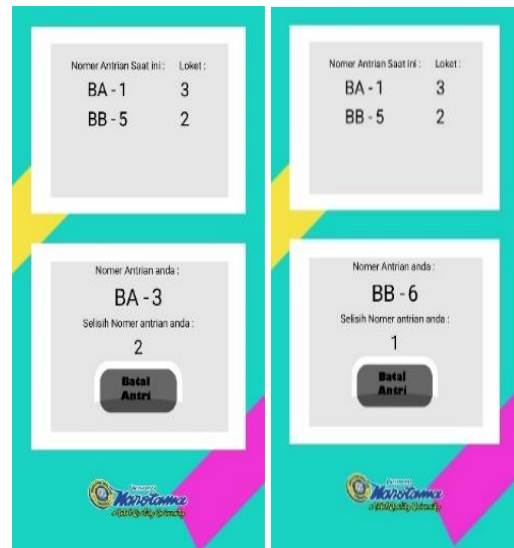 Nomer Antrian Saat ini : Loket :
BA - 1 3
BB - 5 2
Nomer Antrian anda :
BA - 3
Selisih Nomer antrian anda :
2
Batal
Antri
Narotama
Nomer Antrian Saat ini : Loket :
BA - 1 3
BB - 5 2
Nomer Antrian anda :
BB - 6
Selisih Nomer antrian anda :
1
Batal
Antri
Narotama